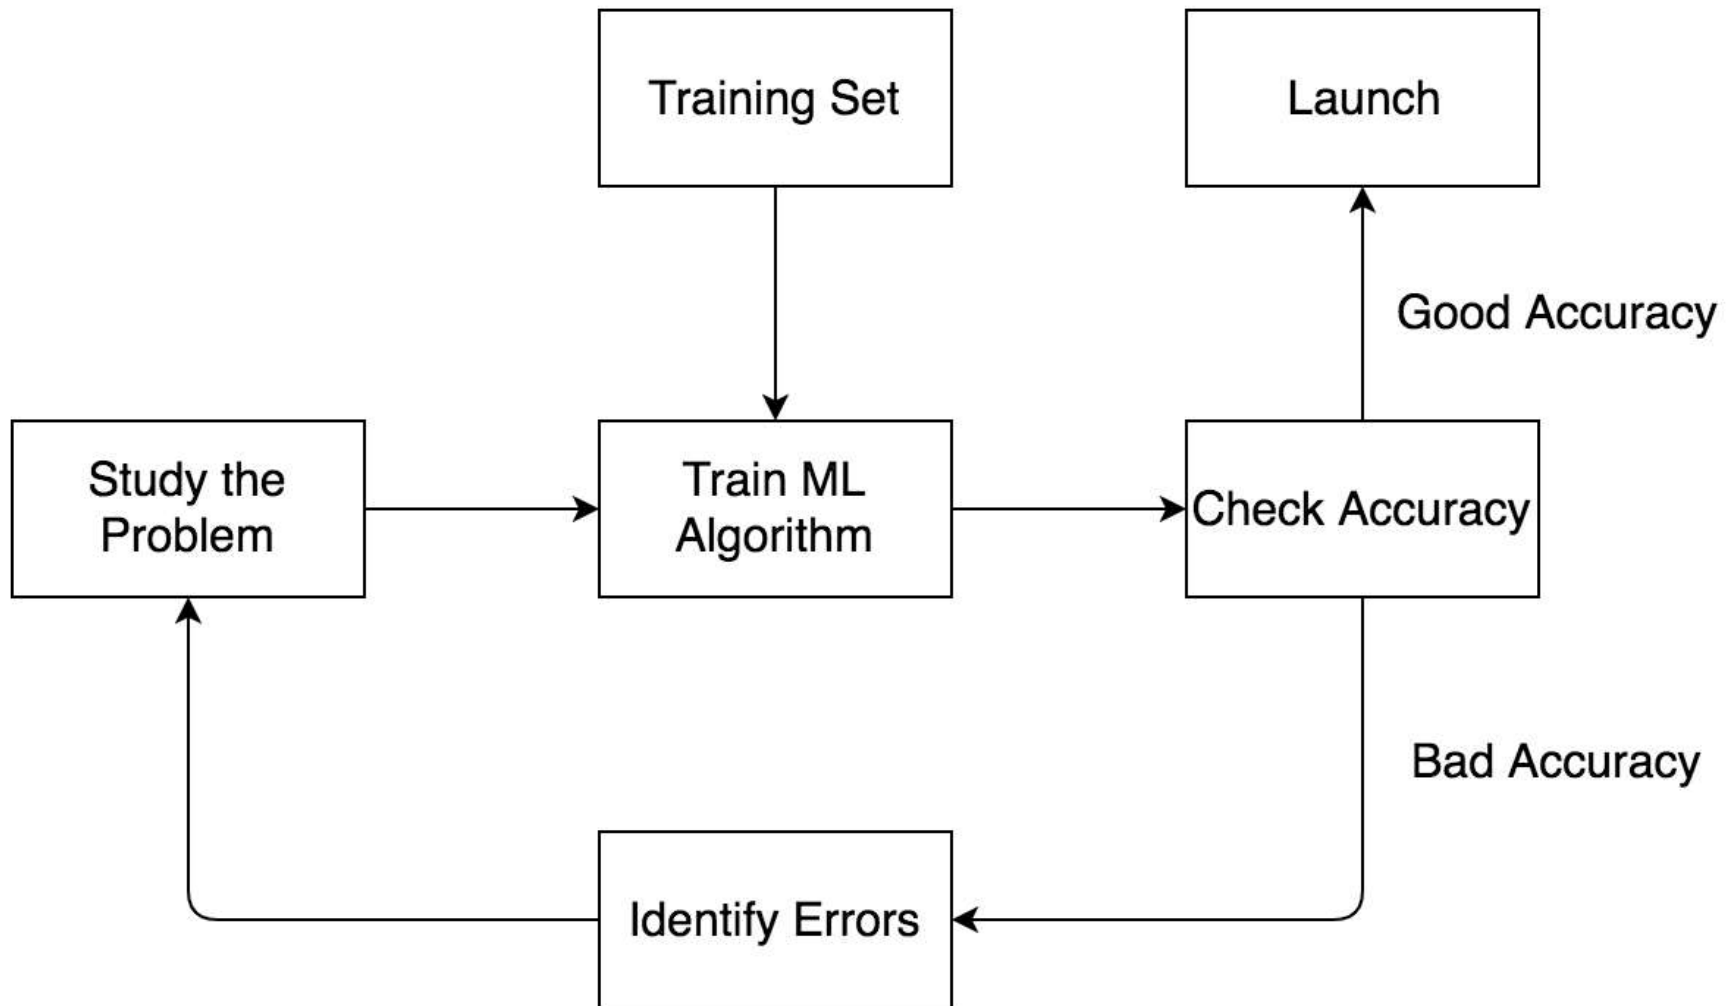 Training Set
Launch
Good Accuracy
Study the
Problem
Train ML
Algorithm
Check Accuracy
Bad Accuracy
Identify Errors